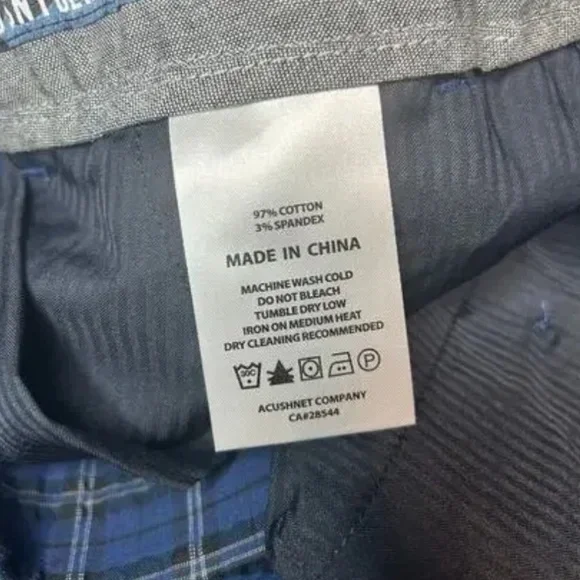 97% COTTON
3% SPANDEX
MADE IN CHINA
MACHINE WASH COLD
DO NOT BLEACH
TUMBLE DRY LOW
IRON ON MEDIUM HEAT
DRY CLEANING RECOMMENDED
30C P
ACUSHNET COMPANY
CA#28544